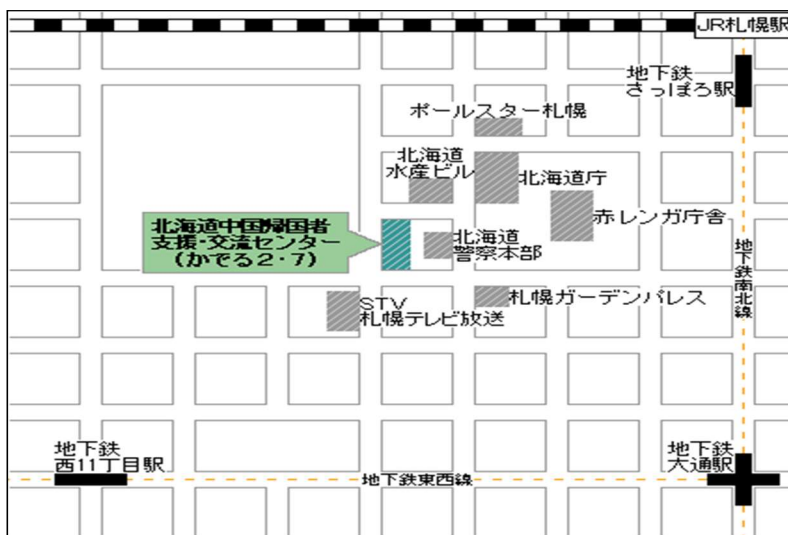 JR札幌駅
地下鉄
さっぽろ駅
ポールスター札幌
北海道
水産ビル
北海道庁
赤レンガ庁舎
北海道中国帰国者
支援・交流センター
(かでる2・7)
北海道
警察本部
地下鉄南北線
STV
札幌テレビ放送
札幌ガーデンパレス
地下鉄
西11丁目駅
地下鉄東西線
地下鉄
大通駅